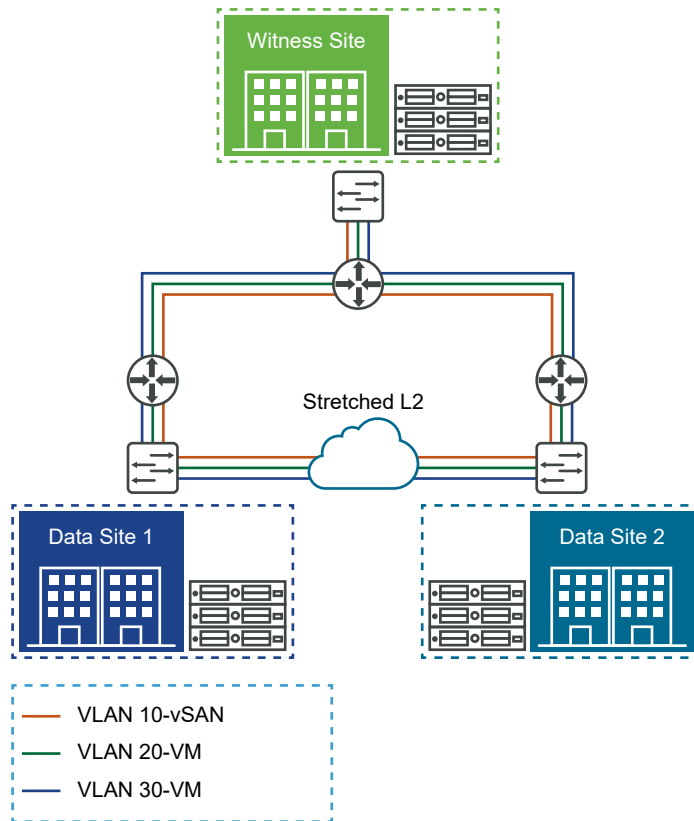 Witness Site
Stretched L2
Data Site 1
Data Site 2
VLAN 10-vSAN
VLAN 20-VM
VLAN 30-VM